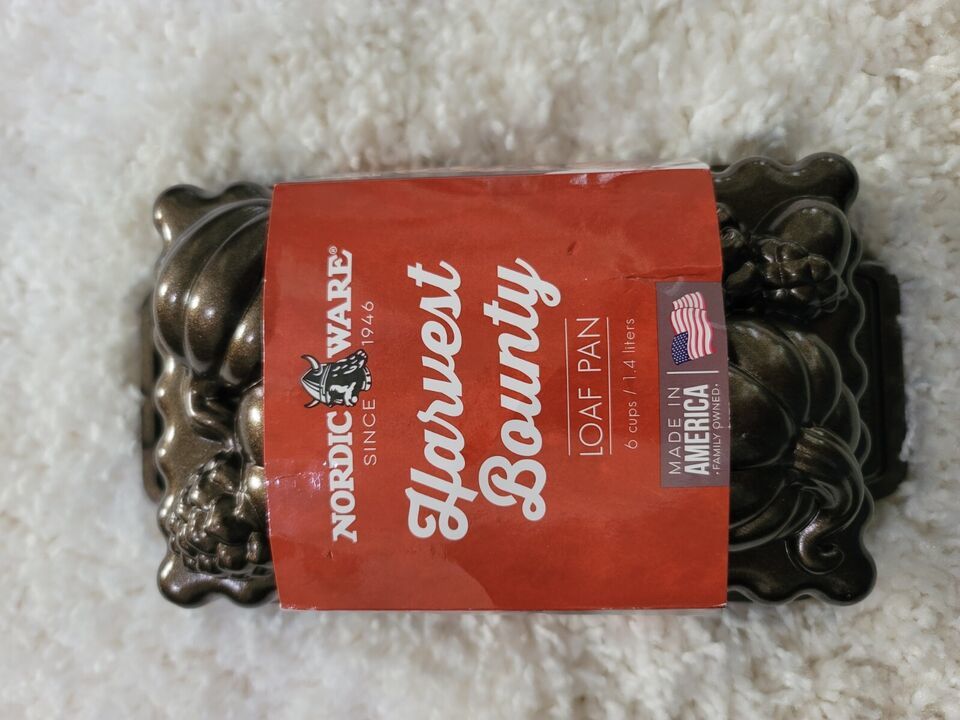 NORDIC WARE®
SINCE 1946
Harvest
Bounty
LOAF PAN
6 cups / 1.4 liters
MADE IN
AMERICA
• FAMILY OWNED •